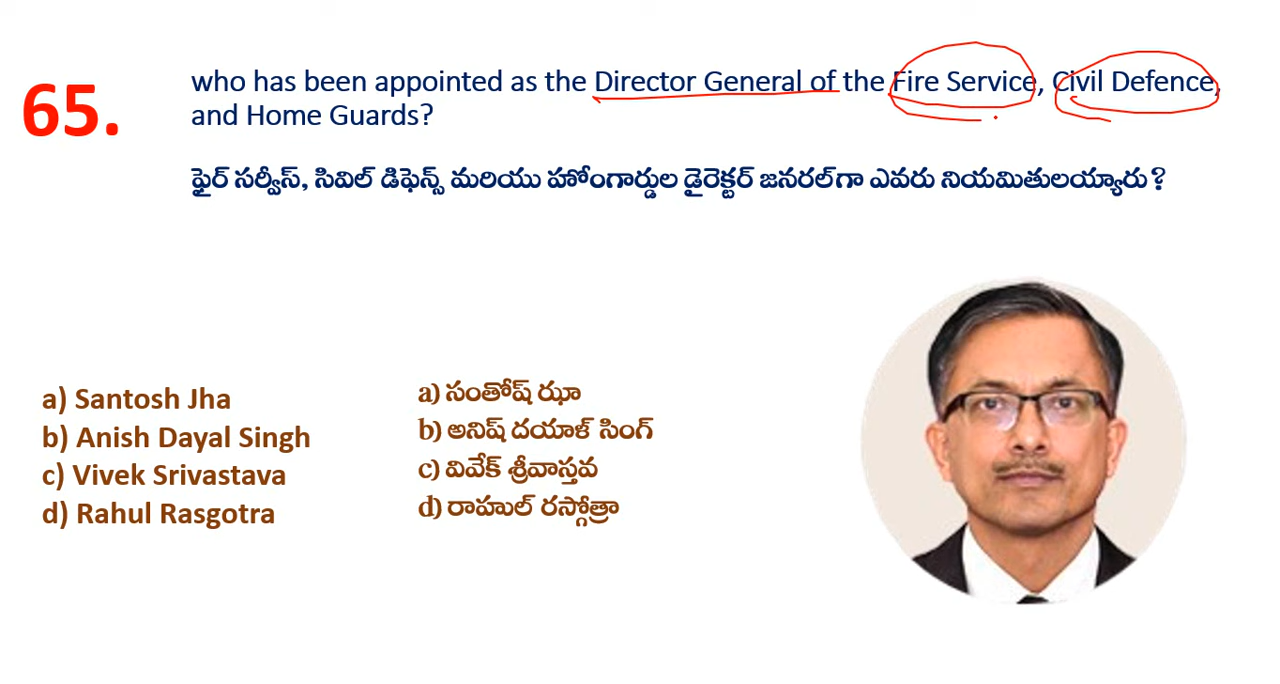 65.
who has been appointed as the Director General of the Fire Service, Civil Defence,
and Home Guards?
ఫైర్ సర్వీస్, సివిల్ డిఫెన్స్ మరియు హోంగార్డుల డైరెక్టర్ జనరల్‌గా ఎవరు నియమితులయ్యారు?
a) Santosh Jha
b) Anish Dayal Singh
c) Vivek Srivastava
d) Rahul Rasgotra
a) సంతోష్ ఝా
b) అనిష్ దయాళ్ సింగ్
c) వివేక్ శ్రీవాస్తవ
d) రాహుల్ రస్గోత్రా